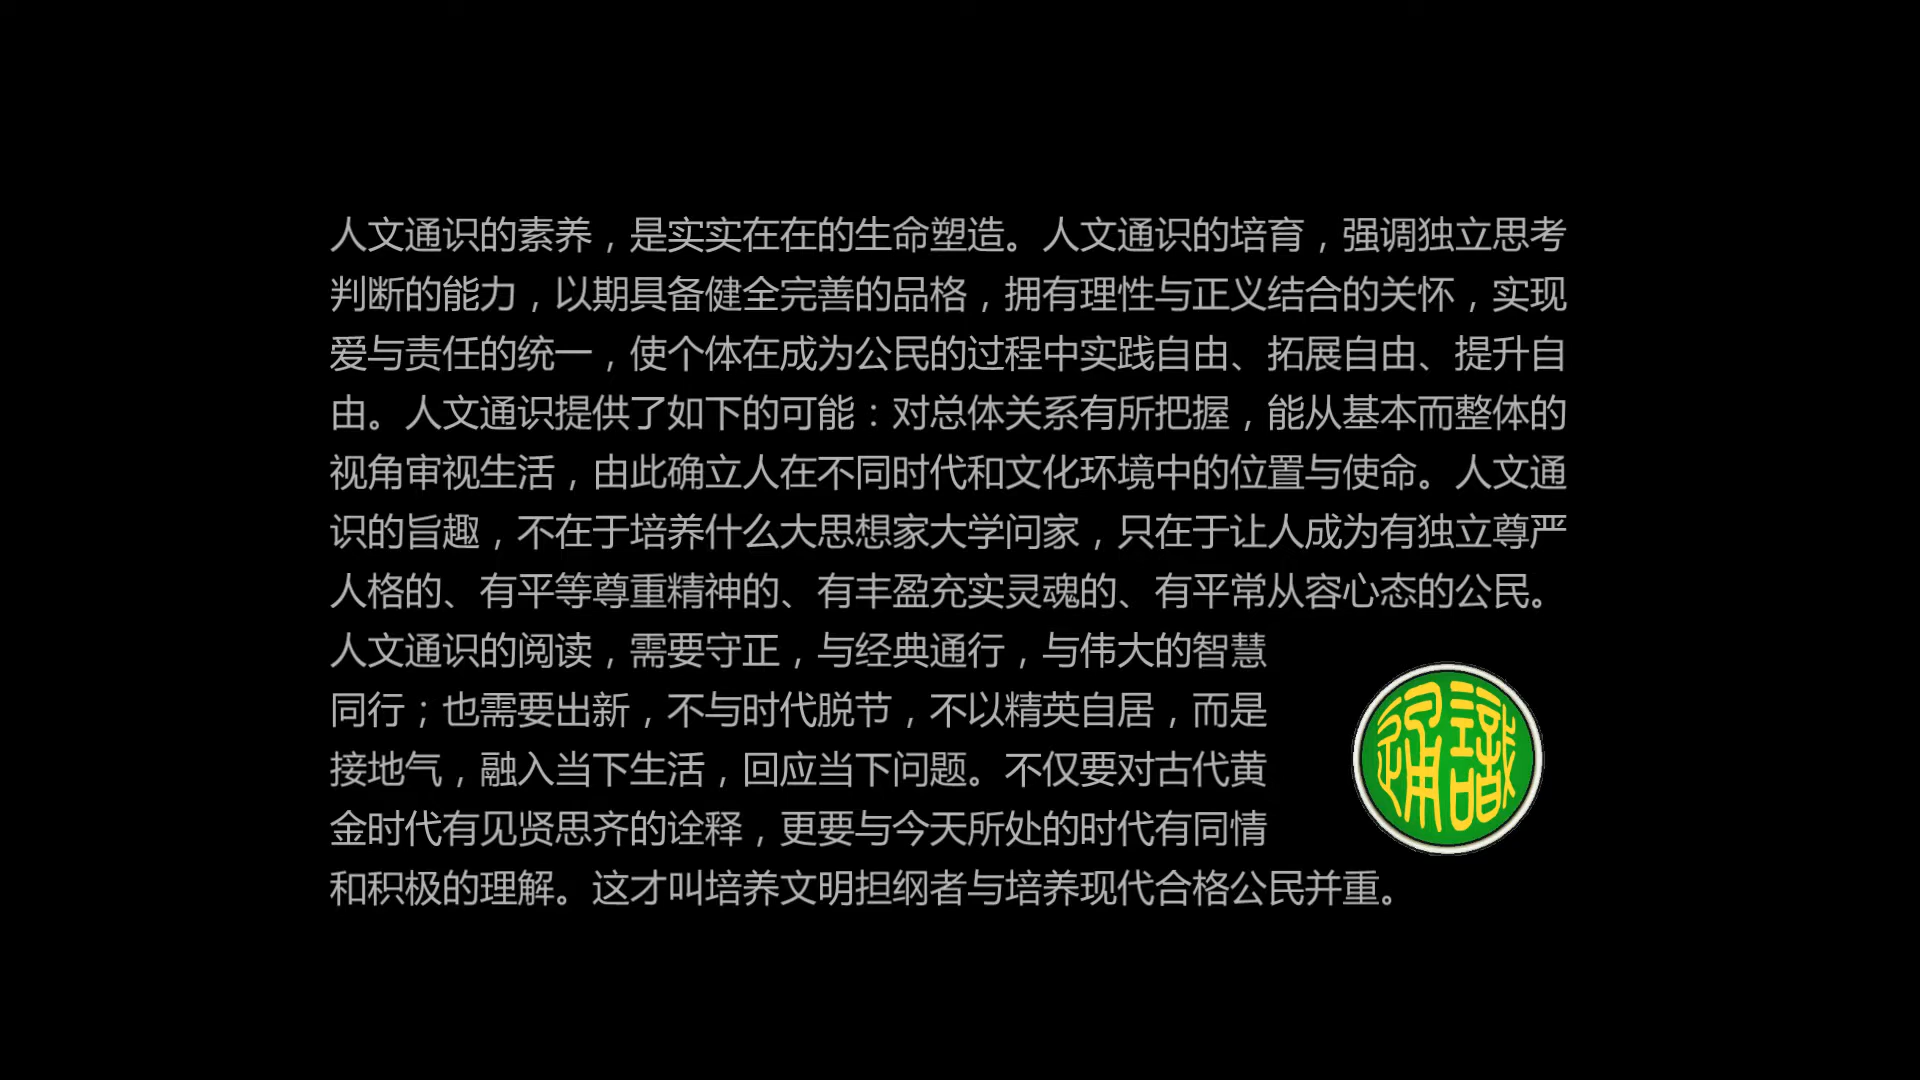 人文通识的素养，是实实在在的生命塑造。人文通识的培育，强调独立思考
判断的能力，以期具备健全完善的品格，拥有理性与正义结合的关怀，实现
爱与责任的统一，使个体在成为公民的过程中实践自由、拓展自由、提升自
由。人文通识提供了如下的可能：对总体关系有所把握，能从基本而整体的
视角审视生活，由此确立人在不同时代和文化环境中的位置与使命。人文通
识的旨趣，不在于培养什么大思想家大学问家，只在于让人成为有独立尊严
人格的、有平等尊重精神的、有丰盈充实灵魂的、有平常从容心态的公民。
人文通识的阅读，需要守正，与经典通行，与伟大的智慧
同行；也需要出新，不与时代脱节，不以精英自居，而是
接地气，融入当下生活，回应当下问题。不仅要对古代黄
金时代有见贤思齐的诠释，更要与今天所处的时代有同情
和积极的理解。这才叫培养文明担纲者与培养现代合格公民并重。
通識